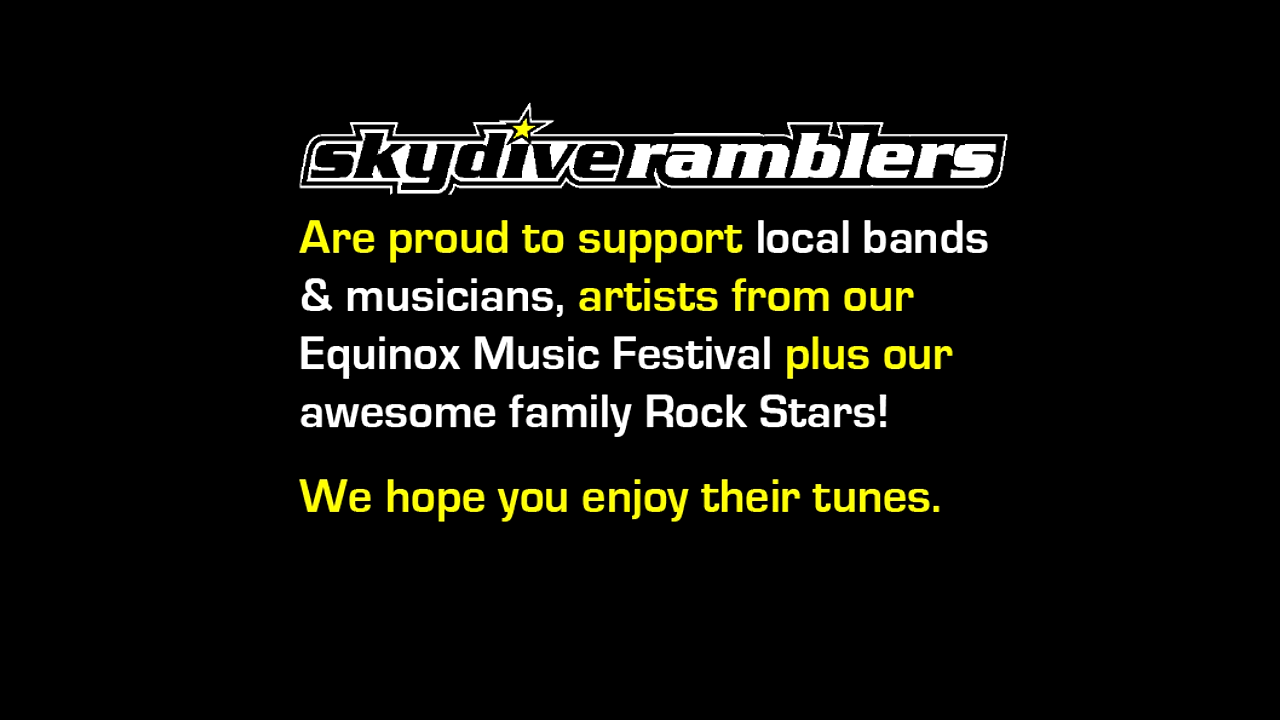 skydiveramblers
Are proud to support local bands
& musicians, artists from our
Equinox Music Festival plus our
awesome family Rock Stars!
We hope you enjoy their tunes.